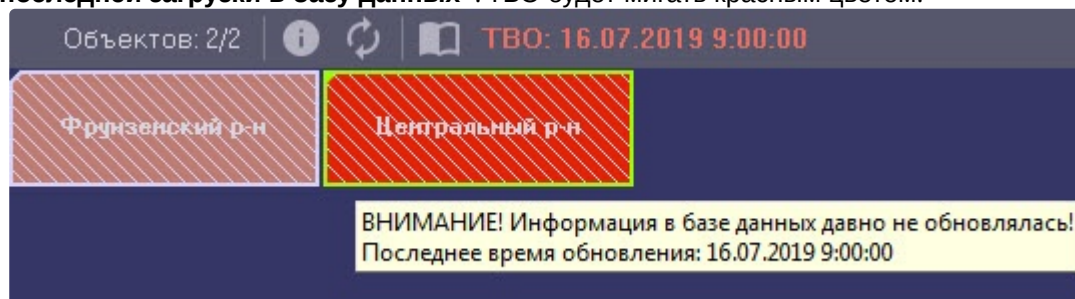 последней загрузки в базу данных". ТВО будет мигать красным цветом.
Объектов: 2/2 ТВО: 16.07.2019 9:00:00
Фрунзенский р-н Центральный р-н
ВНИМАНИЕ! Информация в базе данных давно не обновлялась!
Последнее время обновления: 16.07.2019 9:00:00